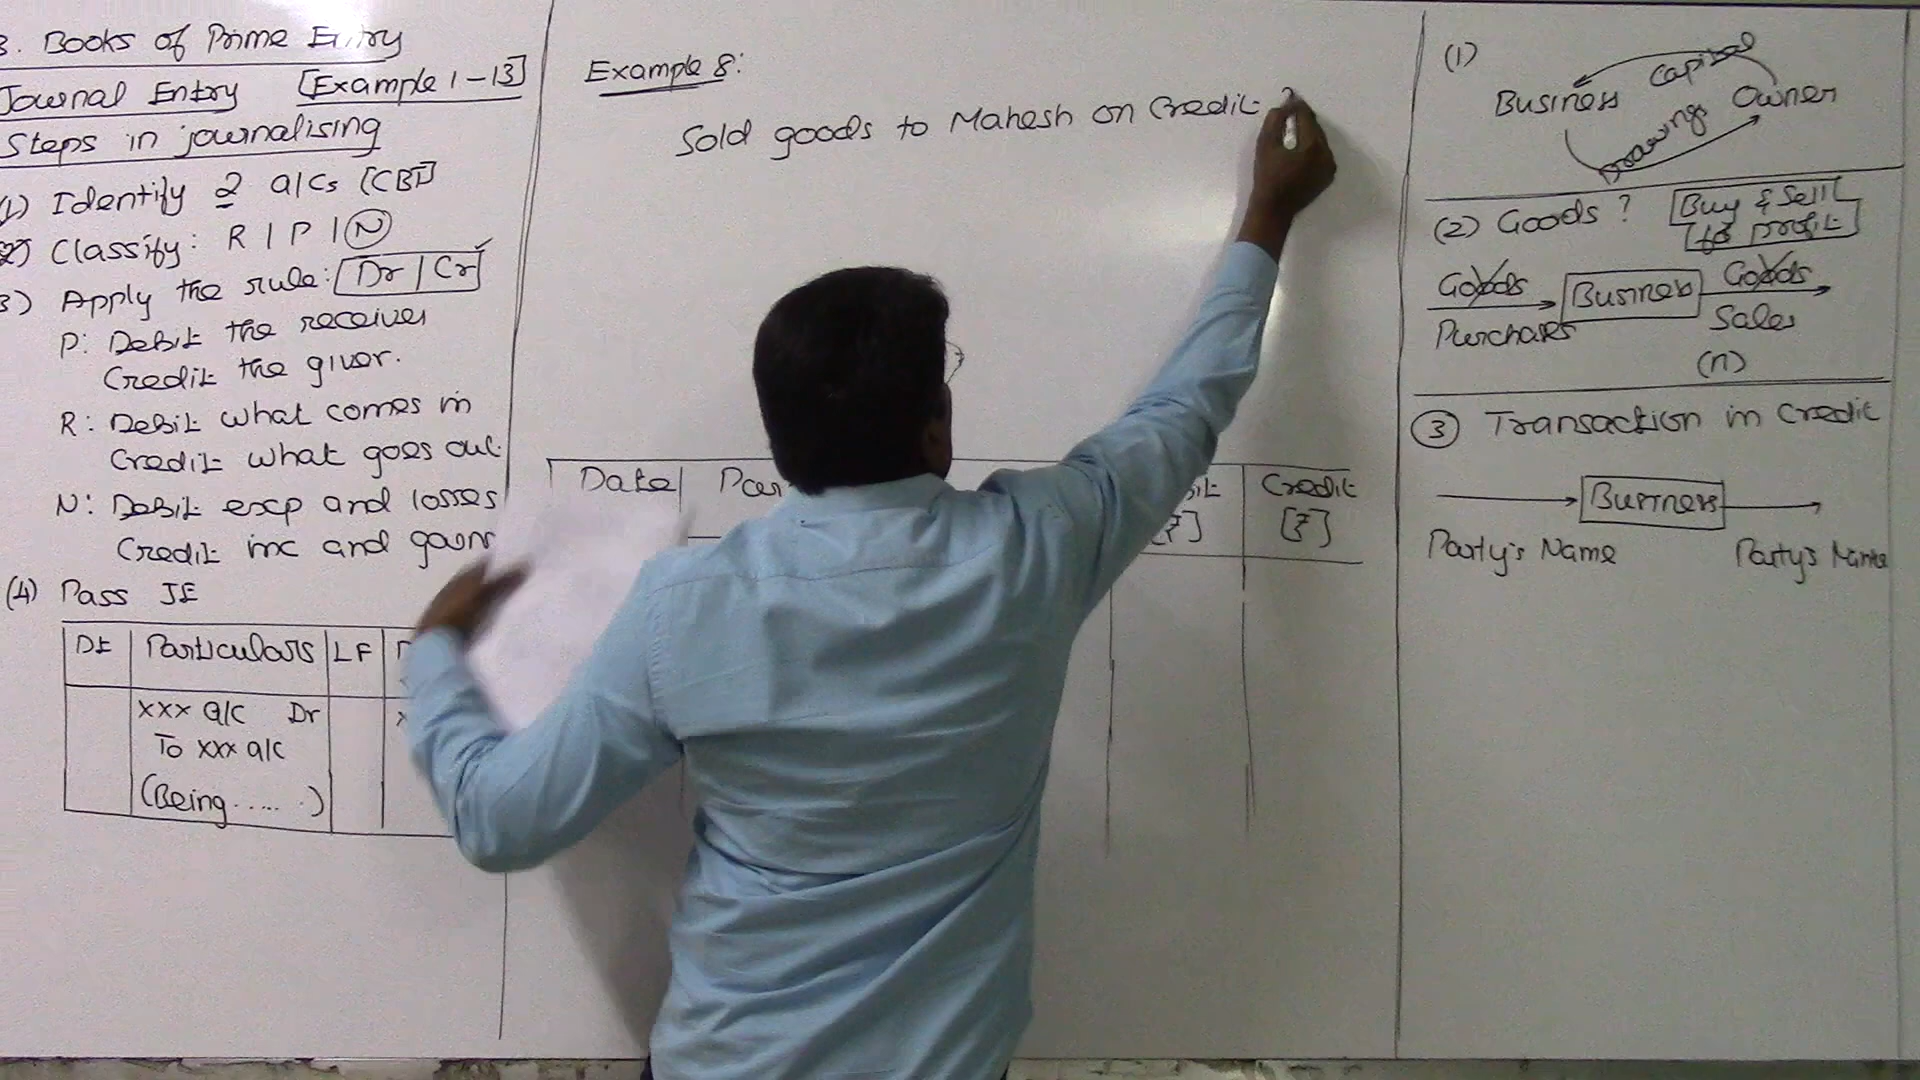 3. Books of Prime Entry
Journal Entry [Example 1-13]
Steps in journalising
(1) Identify 2 a/cs [CBT]
(2) Classify: R | P | N
3) Apply the rule: Dr | Cr
P: Debit the receiver
Credit the giver.
R: Debit what comes in
Credit what goes out.
N: Debit exp and losses
Credit inc and gains
(4) Pass JE
Dt Particulars LF
xxx a/c Dr
To xxx a/c
(Being ..... .)
Example 8:
Sold goods to Mahesh on Credit
Date Credit
[₹] [₹]
(1)
Business Capital Owner
Drawings
(2) Goods ? Buy & Sell
for profit
Goods Business Goods
Purchases Sales
(n)
3 Transaction in credit
Business
Party's Name Party's Name